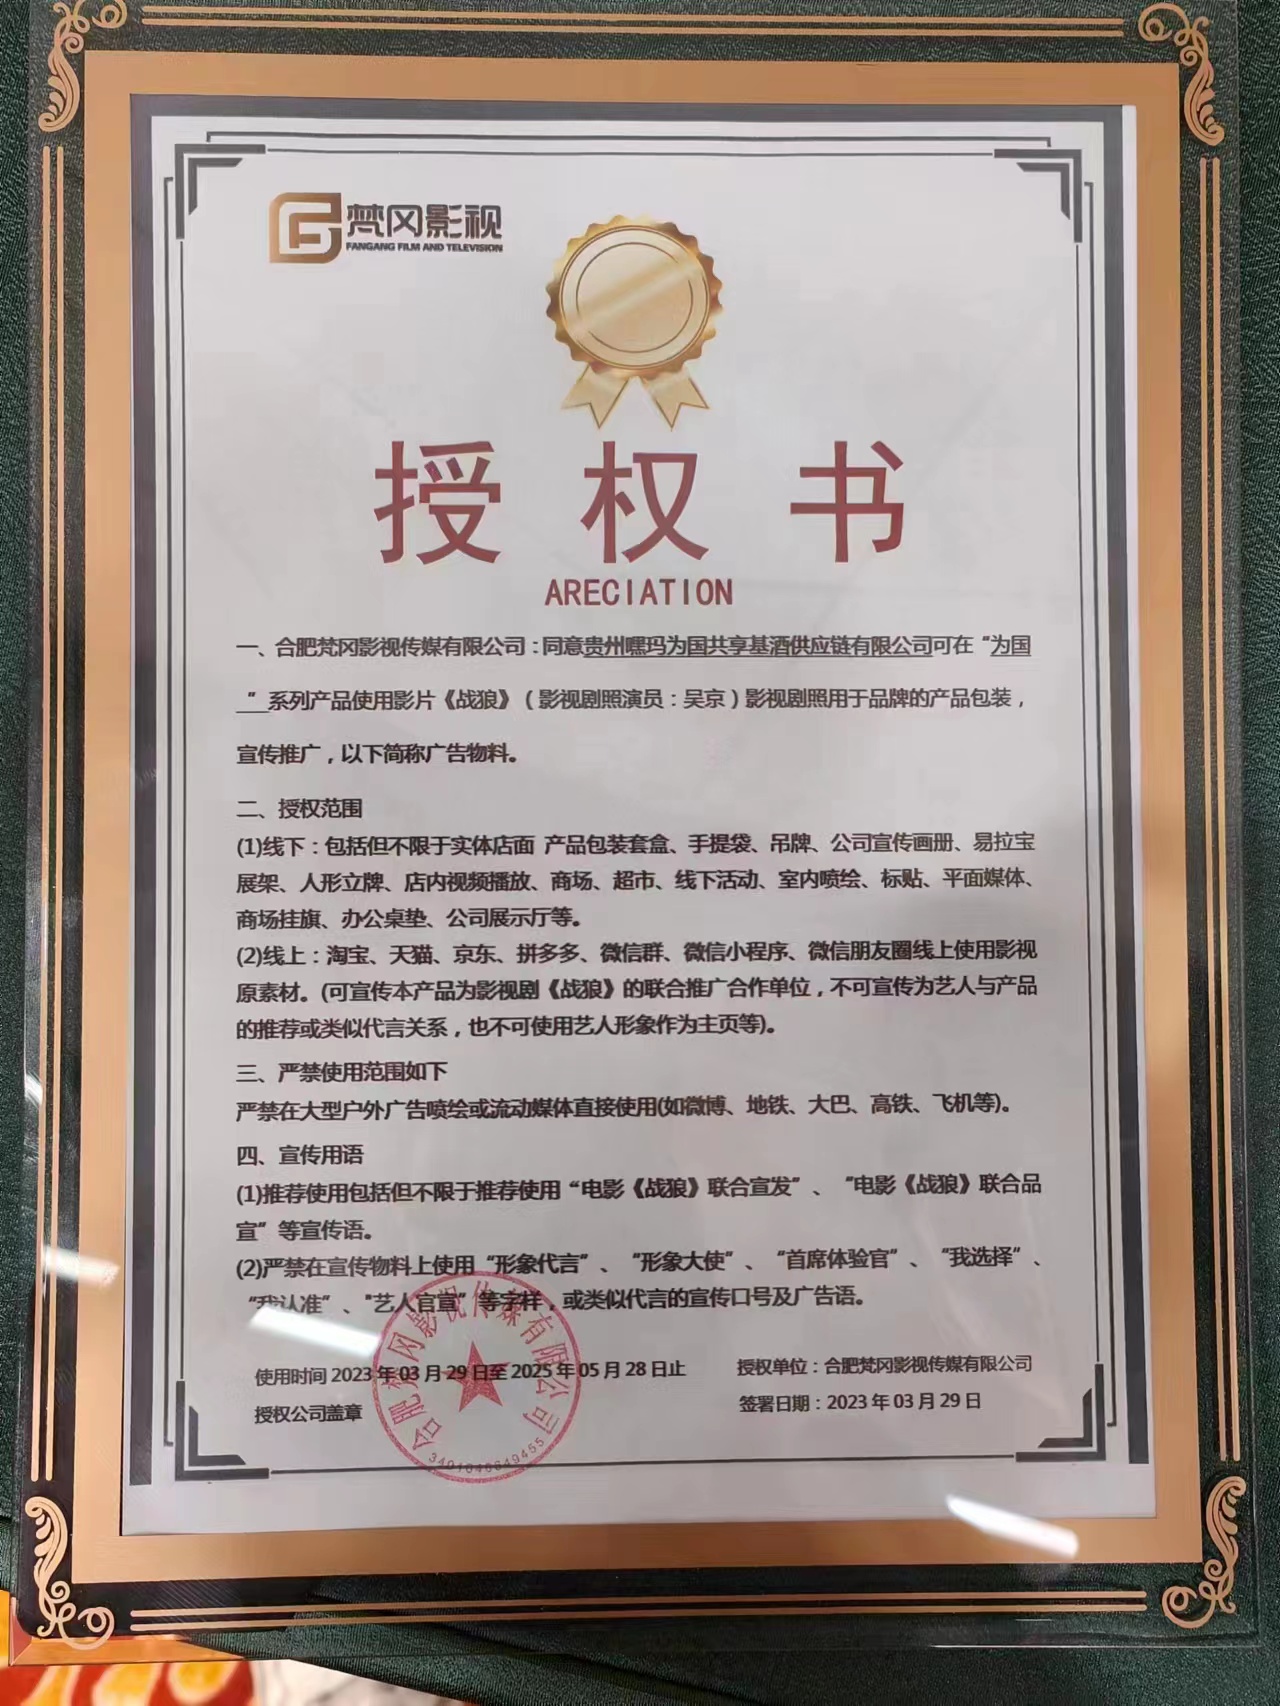 梵冈影视
FANGANG FILM AND TELEVISION
授权书
ARECIATION
一、合肥梵冈影视传媒有限公司：同意贵州嘿玛为国共享基酒供应链有限公司可在“为国
”系列产品使用影片《战狼》（影视剧照演员：吴京）影视剧照用于品牌的产品包装，
宣传推广，以下简称广告物料。
二、授权范围
(1)线下：包括但不限于实体店面 产品包装套盒、手提袋、吊牌、公司宣传画册、易拉宝
展架、人形立牌、店内视频播放、商场、超市、线下活动、室内喷绘、标贴、平面媒体、
商场挂旗、办公桌垫、公司展示厅等。
(2)线上：淘宝、天猫、京东、拼多多、微信群、微信小程序、微信朋友圈线上使用影视
原素材。(可宣传本产品为影视剧《战狼》的联合推广合作单位，不可宣传为艺人与产品
的推荐或类似代言关系，也不可使用艺人形象作为主页等)。
三、严禁使用范围如下
严禁在大型户外广告喷绘或流动媒体直接使用(如微博、地铁、大巴、高铁、飞机等)。
四、宣传用语
(1)推荐使用包括但不限于推荐使用“电影《战狼》联合宣发”、“电影《战狼》联合品
宣”等宣传语。
(2)严禁在宣传物料上使用“形象代言”、“形象大使”、“首席体验官”、“我选择”、
“我认准”、"艺人官宣”等字样，或类似代言的宣传口号及广告语。
使用时间 2023 年 03 月 29 日至 2025 年 05 月 28 日止
授权单位：合肥梵冈影视传媒有限公司
授权公司盖章
签署日期：2023 年 03 月 29 日
合肥梵冈影视传媒有限公司
3401046649455